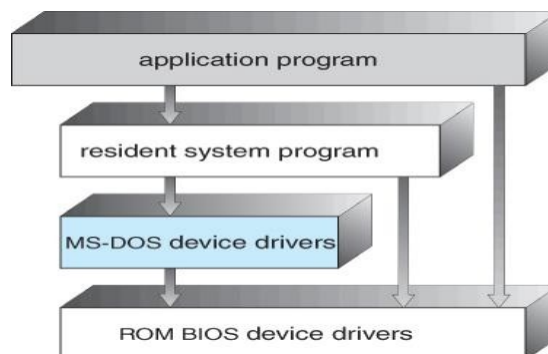 application program
resident system program
MS-DOS device drivers
ROM BIOS device drivers